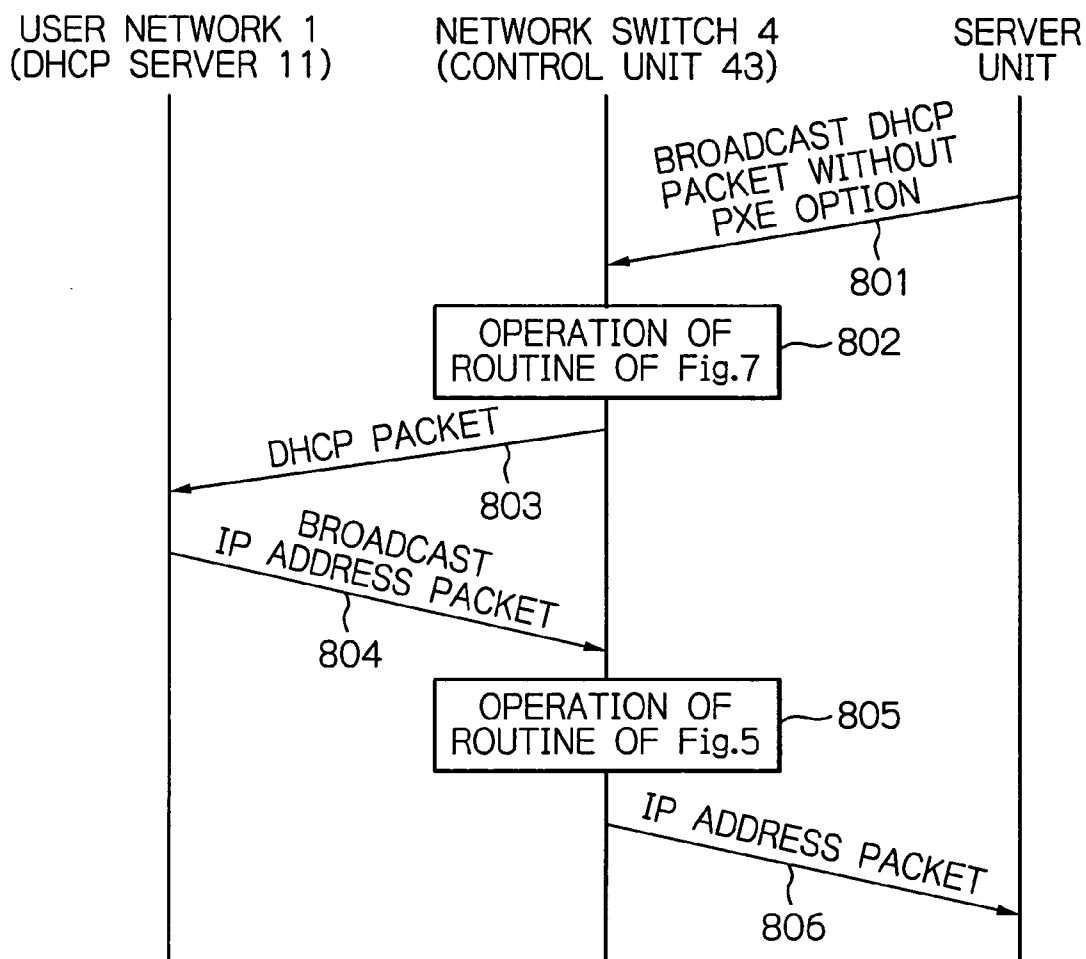 USER NETWORK 1
(DHCP SERVER 11)
NETWORK SWITCH 4
(CONTROL UNIT 43)
SERVER
UNIT
BROADCAST DHCP
PACKET WITHOUT
PXE OPTION
801
OPERATION OF
ROUTINE OF Fig.7
802
DHCP PACKET
803
BROADCAST
IP ADDRESS PACKET
804
OPERATION OF
ROUTINE OF Fig.5
805
IP ADDRESS PACKET
806